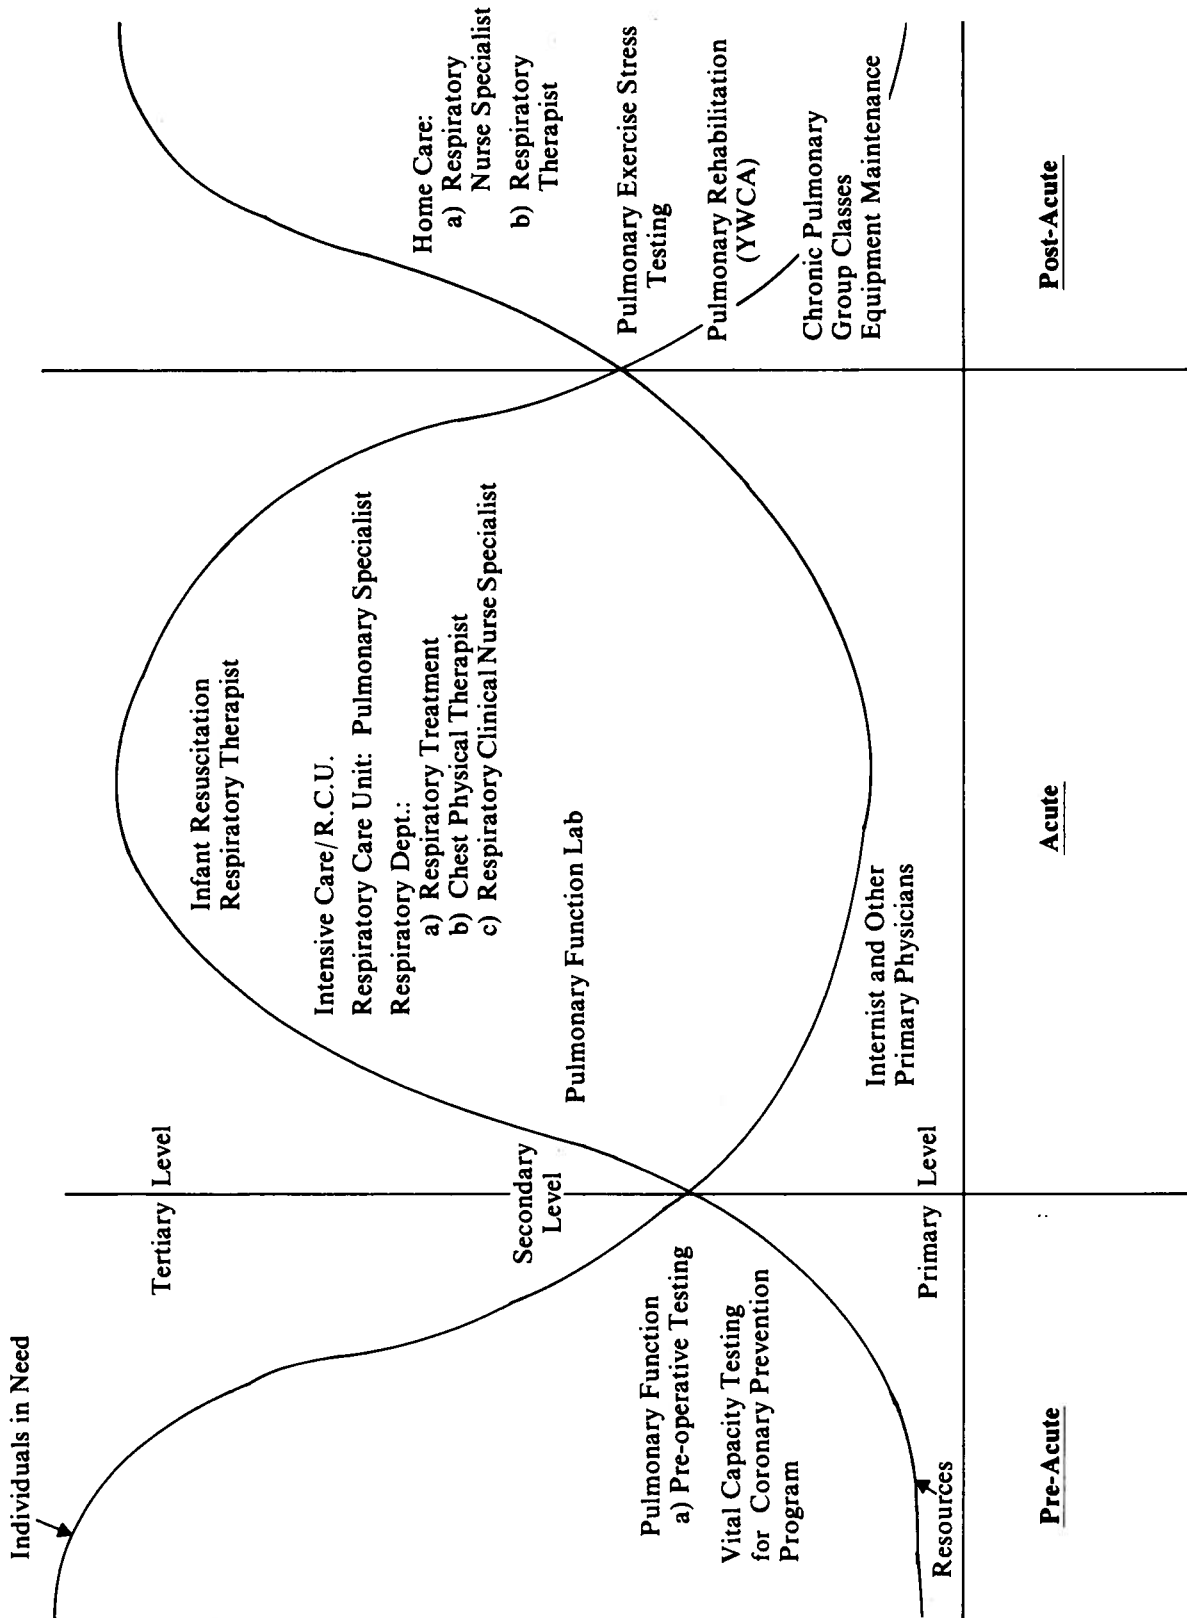 Individuals in Need
Tertiary Level
Secondary
Level
Primary Level
Pulmonary Function
a) Pre-operative Testing
Vital Capacity Testing
for Coronary Prevention
Program
Resources
Infant Resuscitation
Respiratory Therapist
Intensive Care/R.C.U.
Respiratory Care Unit: Pulmonary Specialist
Respiratory Dept.:
a) Respiratory Treatment
b) Chest Physical Therapist
c) Respiratory Clinical Nurse Specialist
Pulmonary Function Lab
Internist and Other
Primary Physicians
Home Care:
a) Respiratory
Nurse Specialist
b) Respiratory
Therapist
Pulmonary Exercise Stress
Testing
Pulmonary Rehabilitation
(YWCA)
Chronic Pulmonary
Group Classes
Equipment Maintenance
Pre-Acute
Acute
Post-Acute